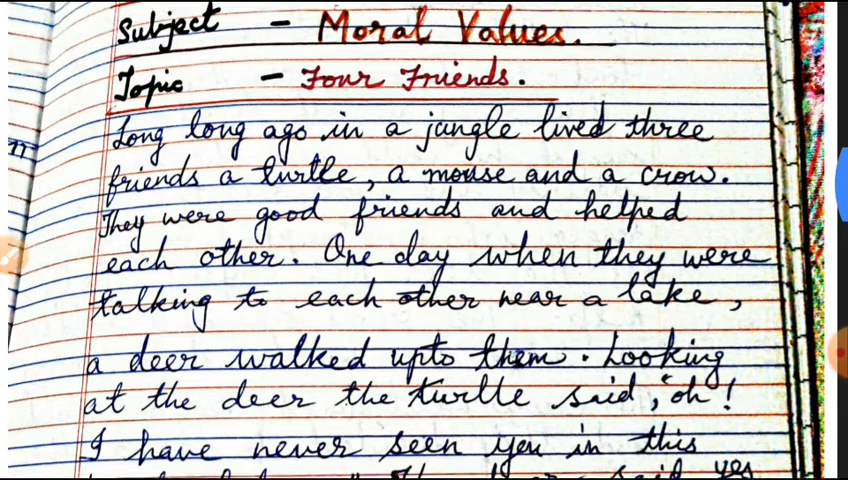 Subject - Moral Values.
Topic - Four Friends.
Long long ago in a jungle lived three
friends a turtle, a mouse and a crow.
They were good friends and helped
each other. One day when they were
talking to each other near a lake,
a deer walked upto them. Looking
at the deer the turtle said, "oh!
I have never seen you in this
said yes